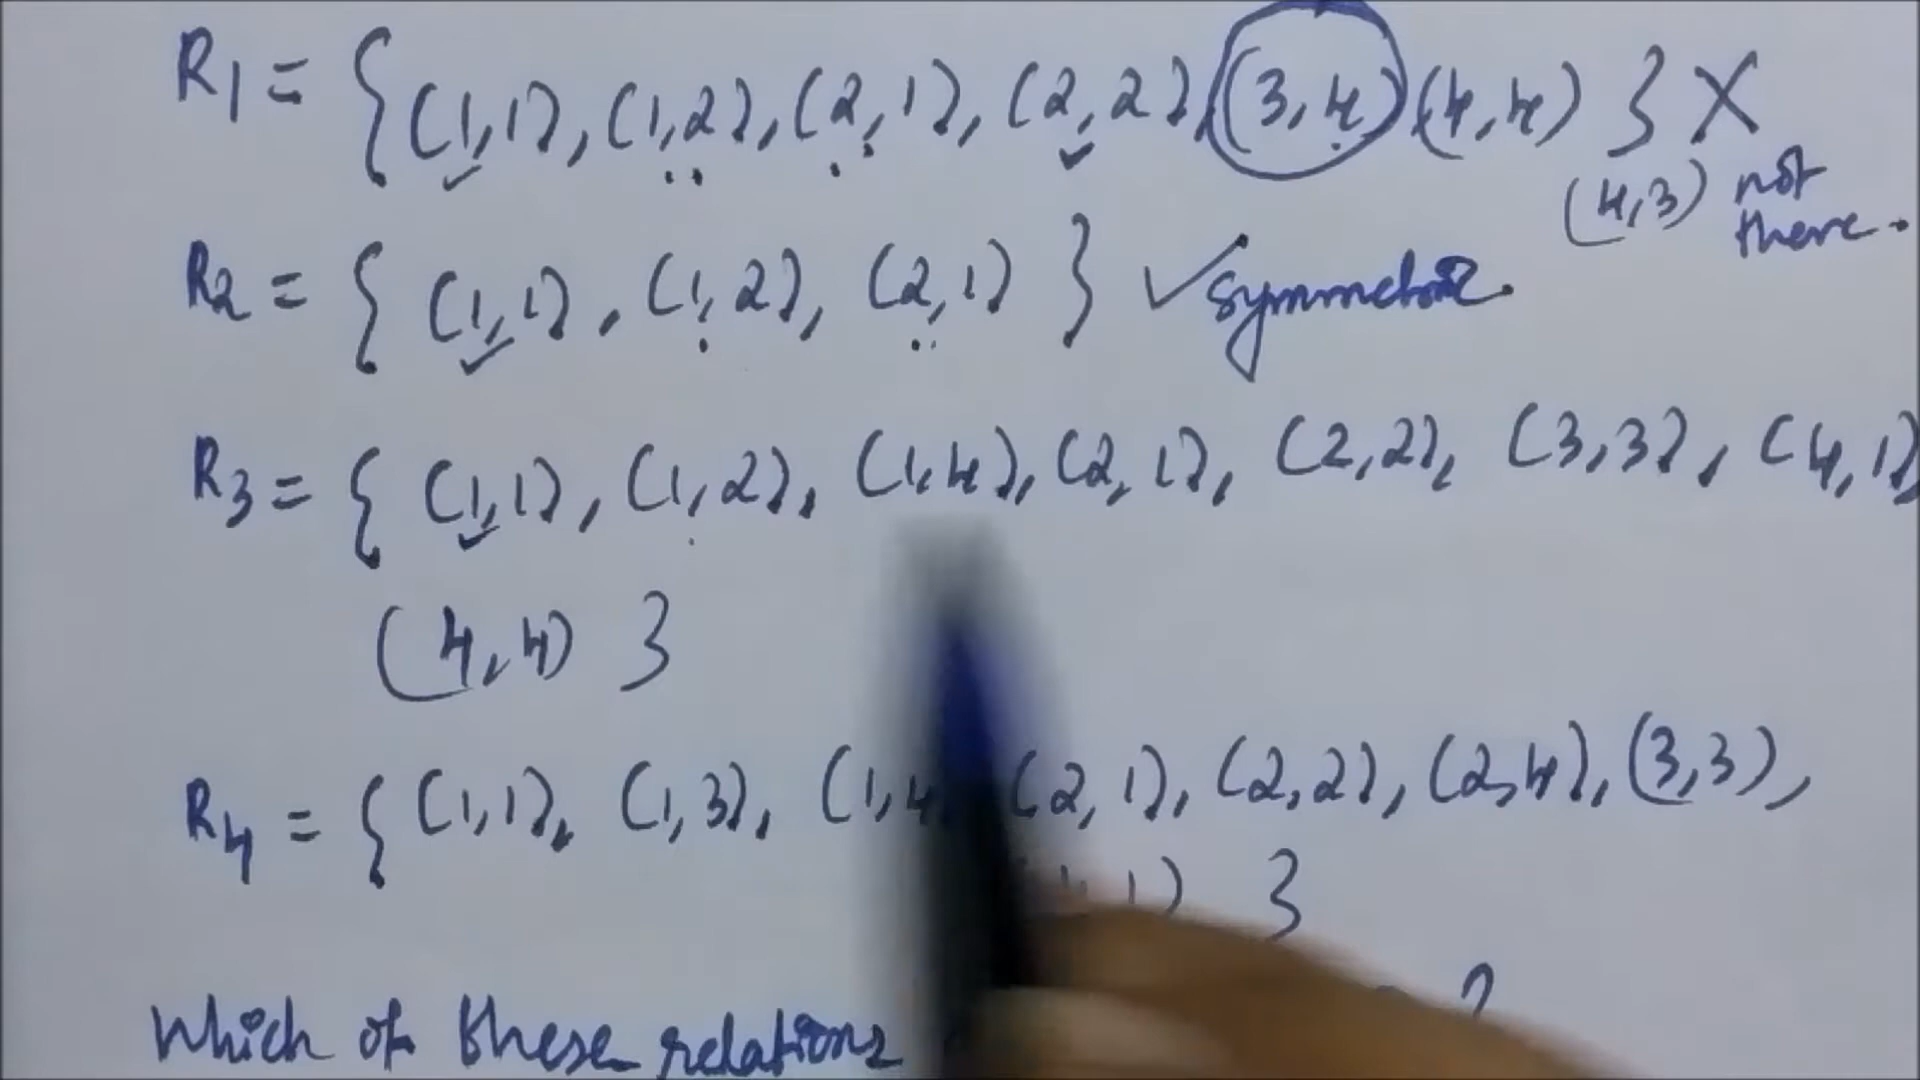 R1 = { (1,1), (1,2), (2,1), (2,2), (3,4) (4,4) } X
(4,3) not
there.
R2 = { (1,1), (1,2), (2,1) } ✓ symmetric.
R3 = { (1,1), (1,2), (1,4), (2,1), (2,2), (3,3), (4,1)
(4,4) }
R4 = { (1,1), (1,3), (1,4 (2,1), (2,2), (2,4), (3,3),
1) }
Which of these relations ?